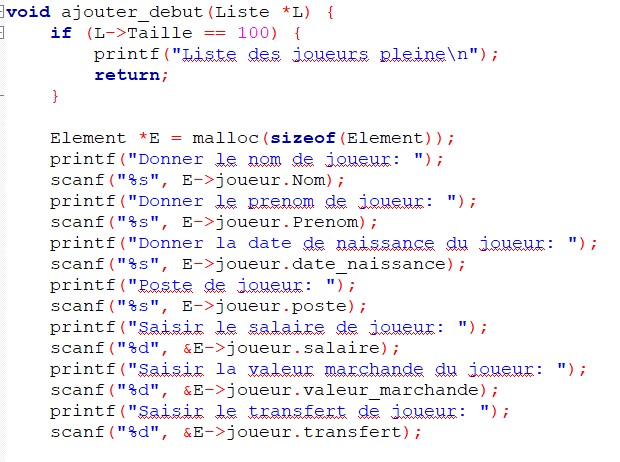 void ajouter_debut(Liste *L) {
    if (L->Taille == 100) {
        printf("Liste des joueurs pleine\n");
        return;
    }

    Element *E = malloc(sizeof(Element));
    printf("Donner le nom de joueur: ");
    scanf("%s", E->joueur.Nom);
    printf("Donner le prenom de joueur: ");
    scanf("%s", E->joueur.Prenom);
    printf("Donner la date de naissance du joueur: ");
    scanf("%s", E->joueur.date_naissance);
    printf("Poste de joueur: ");
    scanf("%s", E->joueur.poste);
    printf("Saisir le salaire de joueur: ");
    scanf("%d", &E->joueur.salaire);
    printf("Saisir la valeur marchande du joueur: ");
    scanf("%d", &E->joueur.valeur_marchande);
    printf("Saisir le transfert de joueur: ");
    scanf("%d", &E->joueur.transfert);